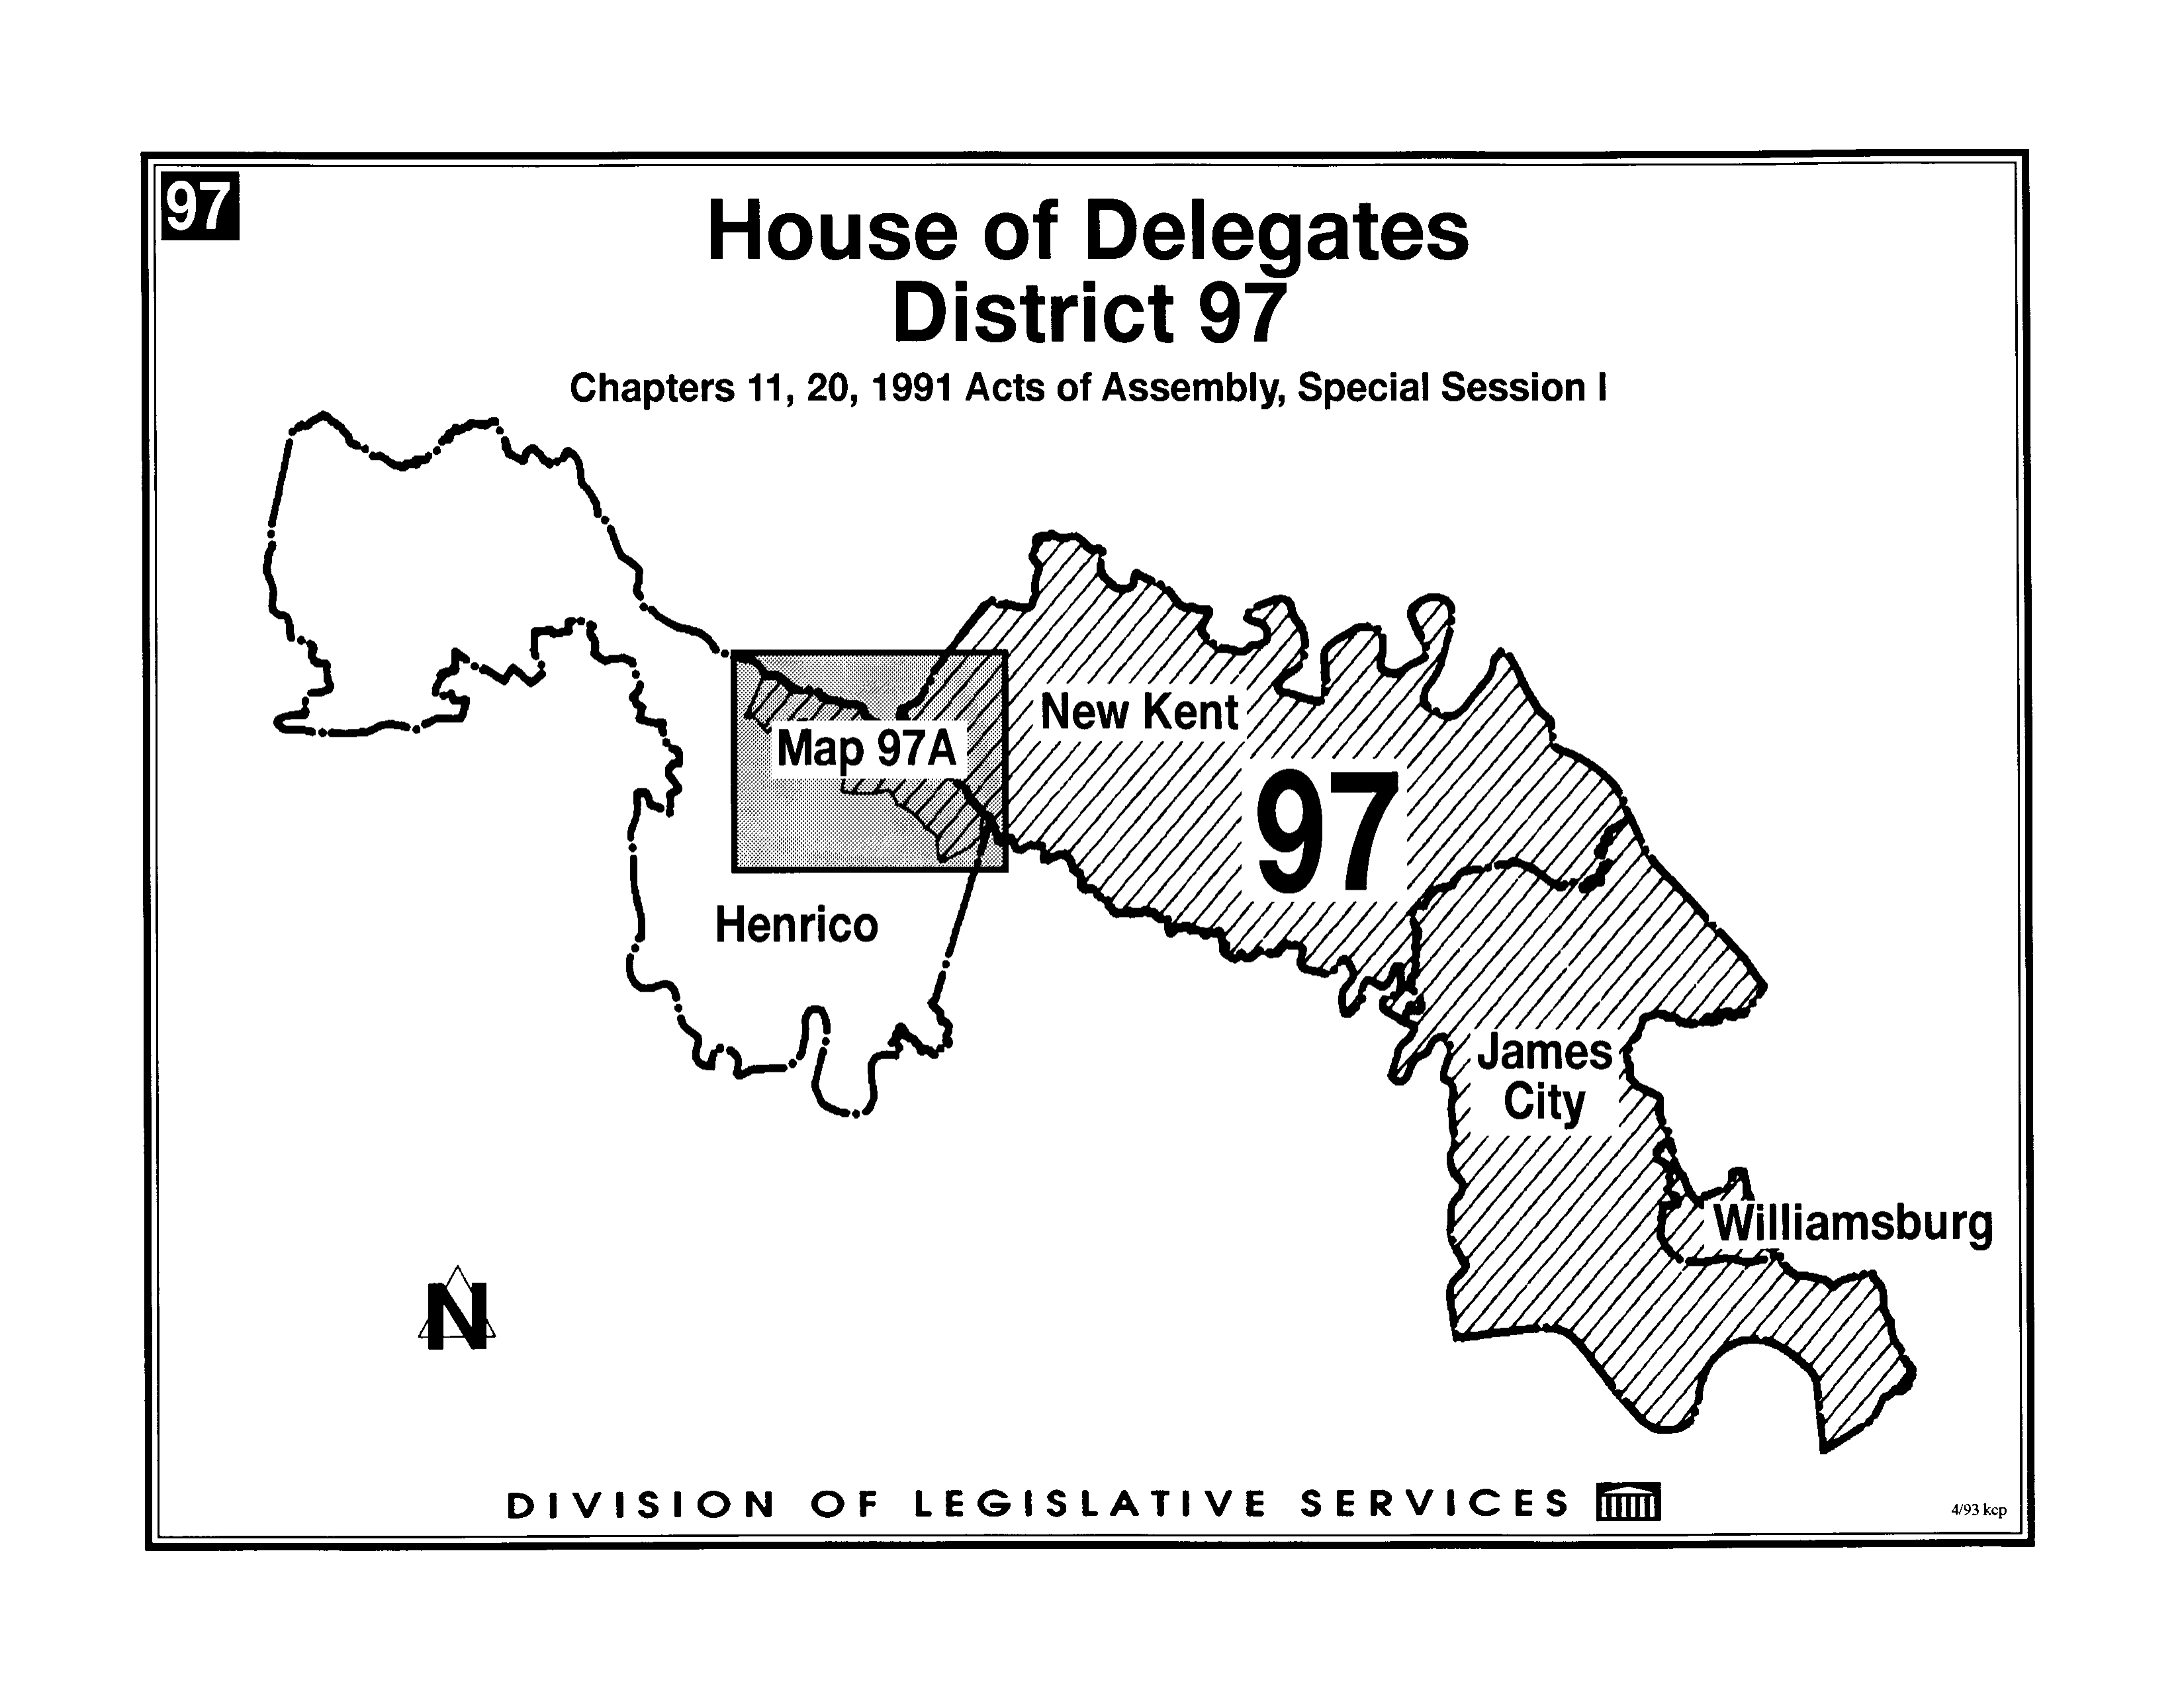 97
House of Delegates
District 97
Chapters 11, 20, 1991 Acts of Assembly, Special Session I
New Kent
Map 97A
97
Henrico
James
City
Williamsburg
N
DIVISION OF LEGISLATIVE SERVICES
4/93 kcp